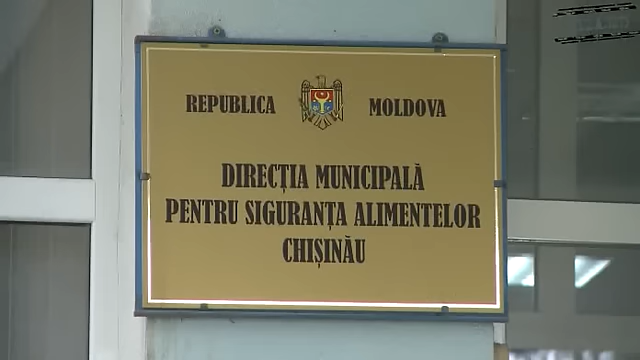 REPUBLICA MOLDOVA
DIRECȚIA MUNICIPALĂ
PENTRU SIGURANȚA ALIMENTELOR
CHIȘINĂU